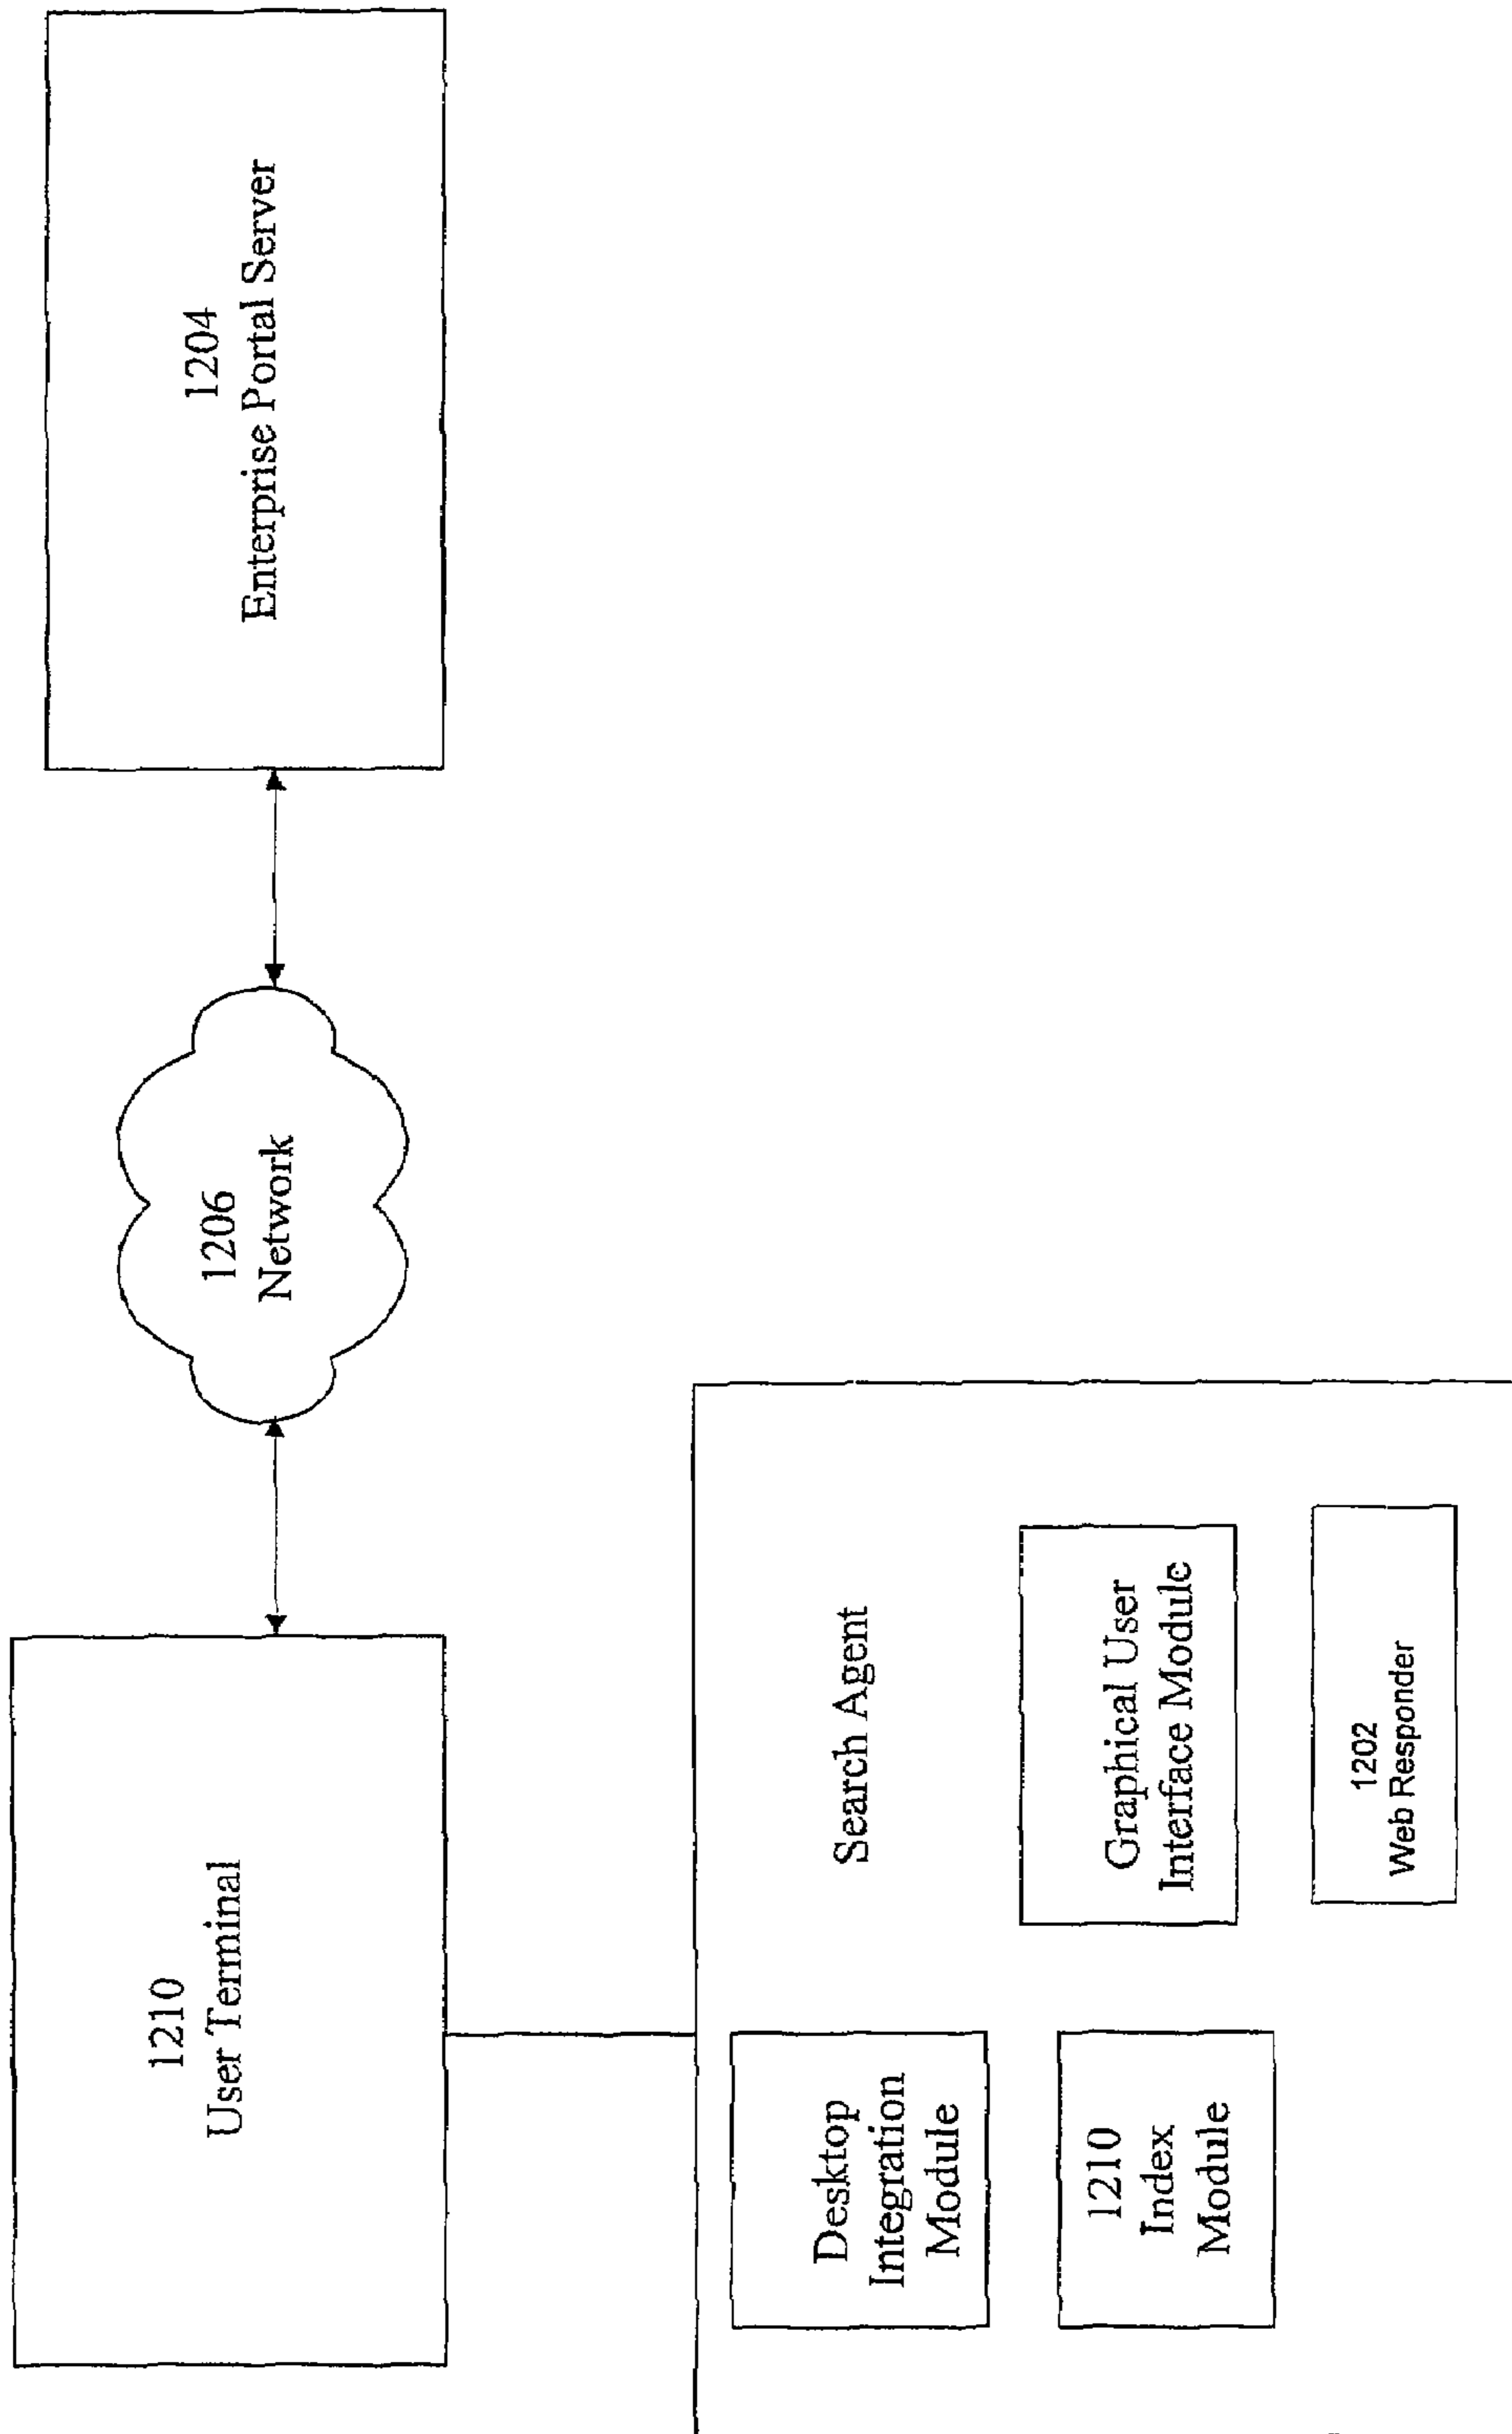 1210
User Terminal
1206
Network
1204
Enterprise Portal Server
Search Agent
Desktop
Integration
Module
Graphical User
Interface Module
1210
Index
Module
1202
Web Responder